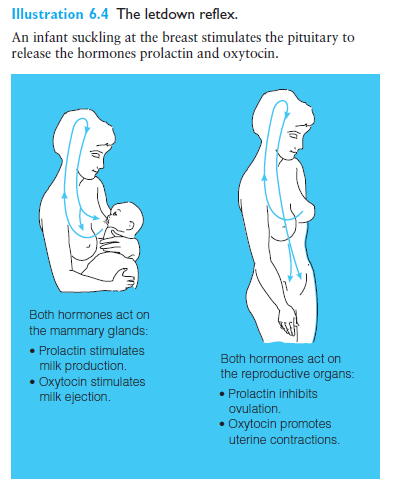 Illustration 6.4 The letdown reflex.
An infant suckling at the breast stimulates the pituitary to
release the hormones prolactin and oxytocin.
Both hormones act on
the mammary glands:
• Prolactin stimulates
milk production.
• Oxytocin stimulates
milk ejection.
Both hormones act on
the reproductive organs:
• Prolactin inhibits
ovulation.
• Oxytocin promotes
uterine contractions.